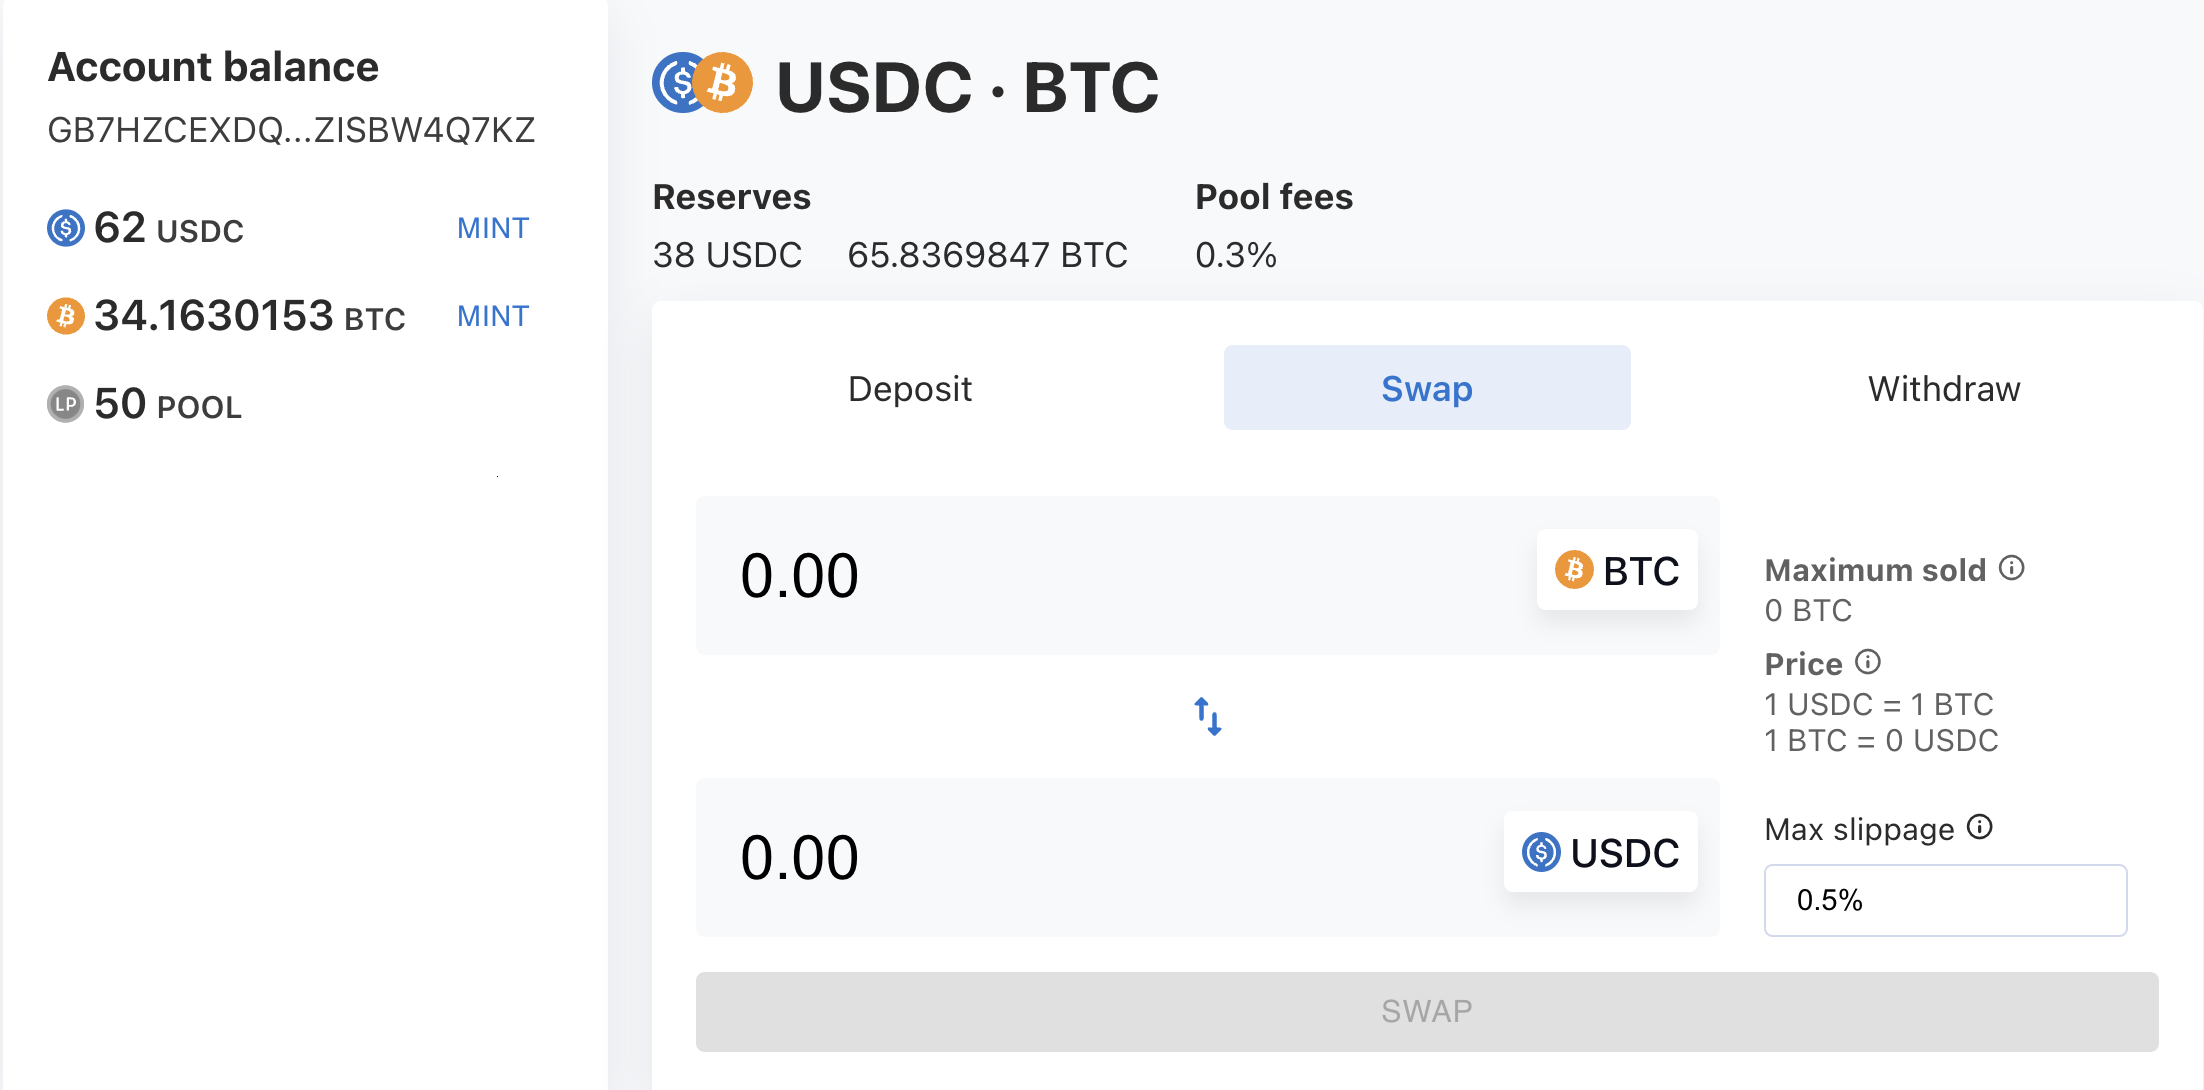 Account balance
GB7HZCEXDQ...ZISBW4Q7KZ
62 USDC MINT
34.1630153 BTC MINT
LP 50 POOL
USDC · BTC
Reserves Pool fees
38 USDC 65.8369847 BTC 0.3%
Deposit Swap Withdraw
0.00 BTC
Maximum sold
0 BTC
Price
1 USDC = 1 BTC
1 BTC = 0 USDC
0.00 USDC
Max slippage
0.5%
SWAP